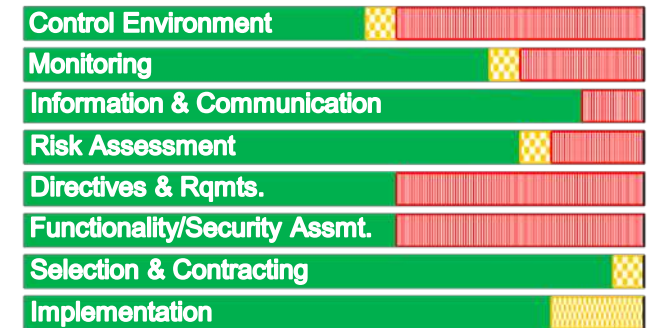 Control Environment
Monitoring
Information & Communication
Risk Assessment
Directives & Rqmts.
Functionality/Security Assmt.
Selection & Contracting
Implementation